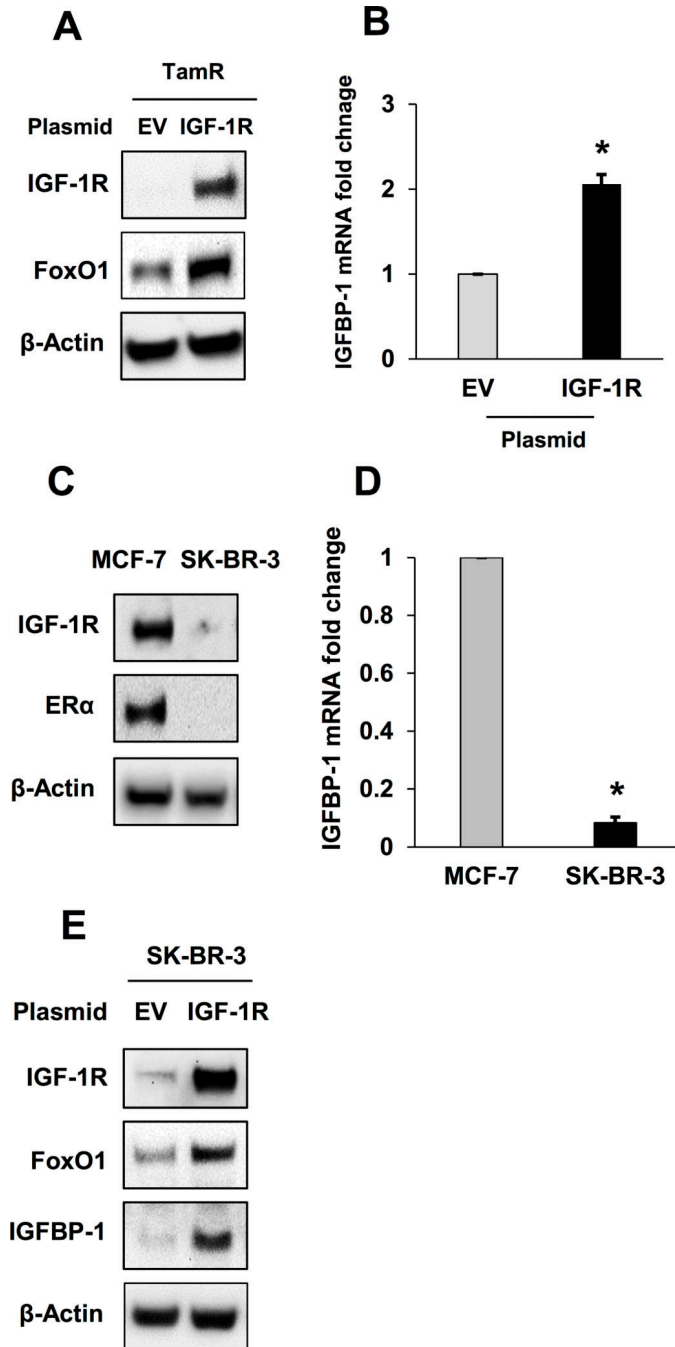 A
TamR
Plasmid EV IGF-1R
IGF-1R
FoxO1
β-Actin
B
IGFBP-1 mRNA fold chnage
3
2
1
0
*
EV IGF-1R
Plasmid
C
MCF-7 SK-BR-3
IGF-1R
ERα
β-Actin
D
IGFBP-1 mRNA fold change
1
0.8
0.6
0.4
0.2
0
*
MCF-7 SK-BR-3
E
SK-BR-3
Plasmid EV IGF-1R
IGF-1R
FoxO1
IGFBP-1
β-Actin